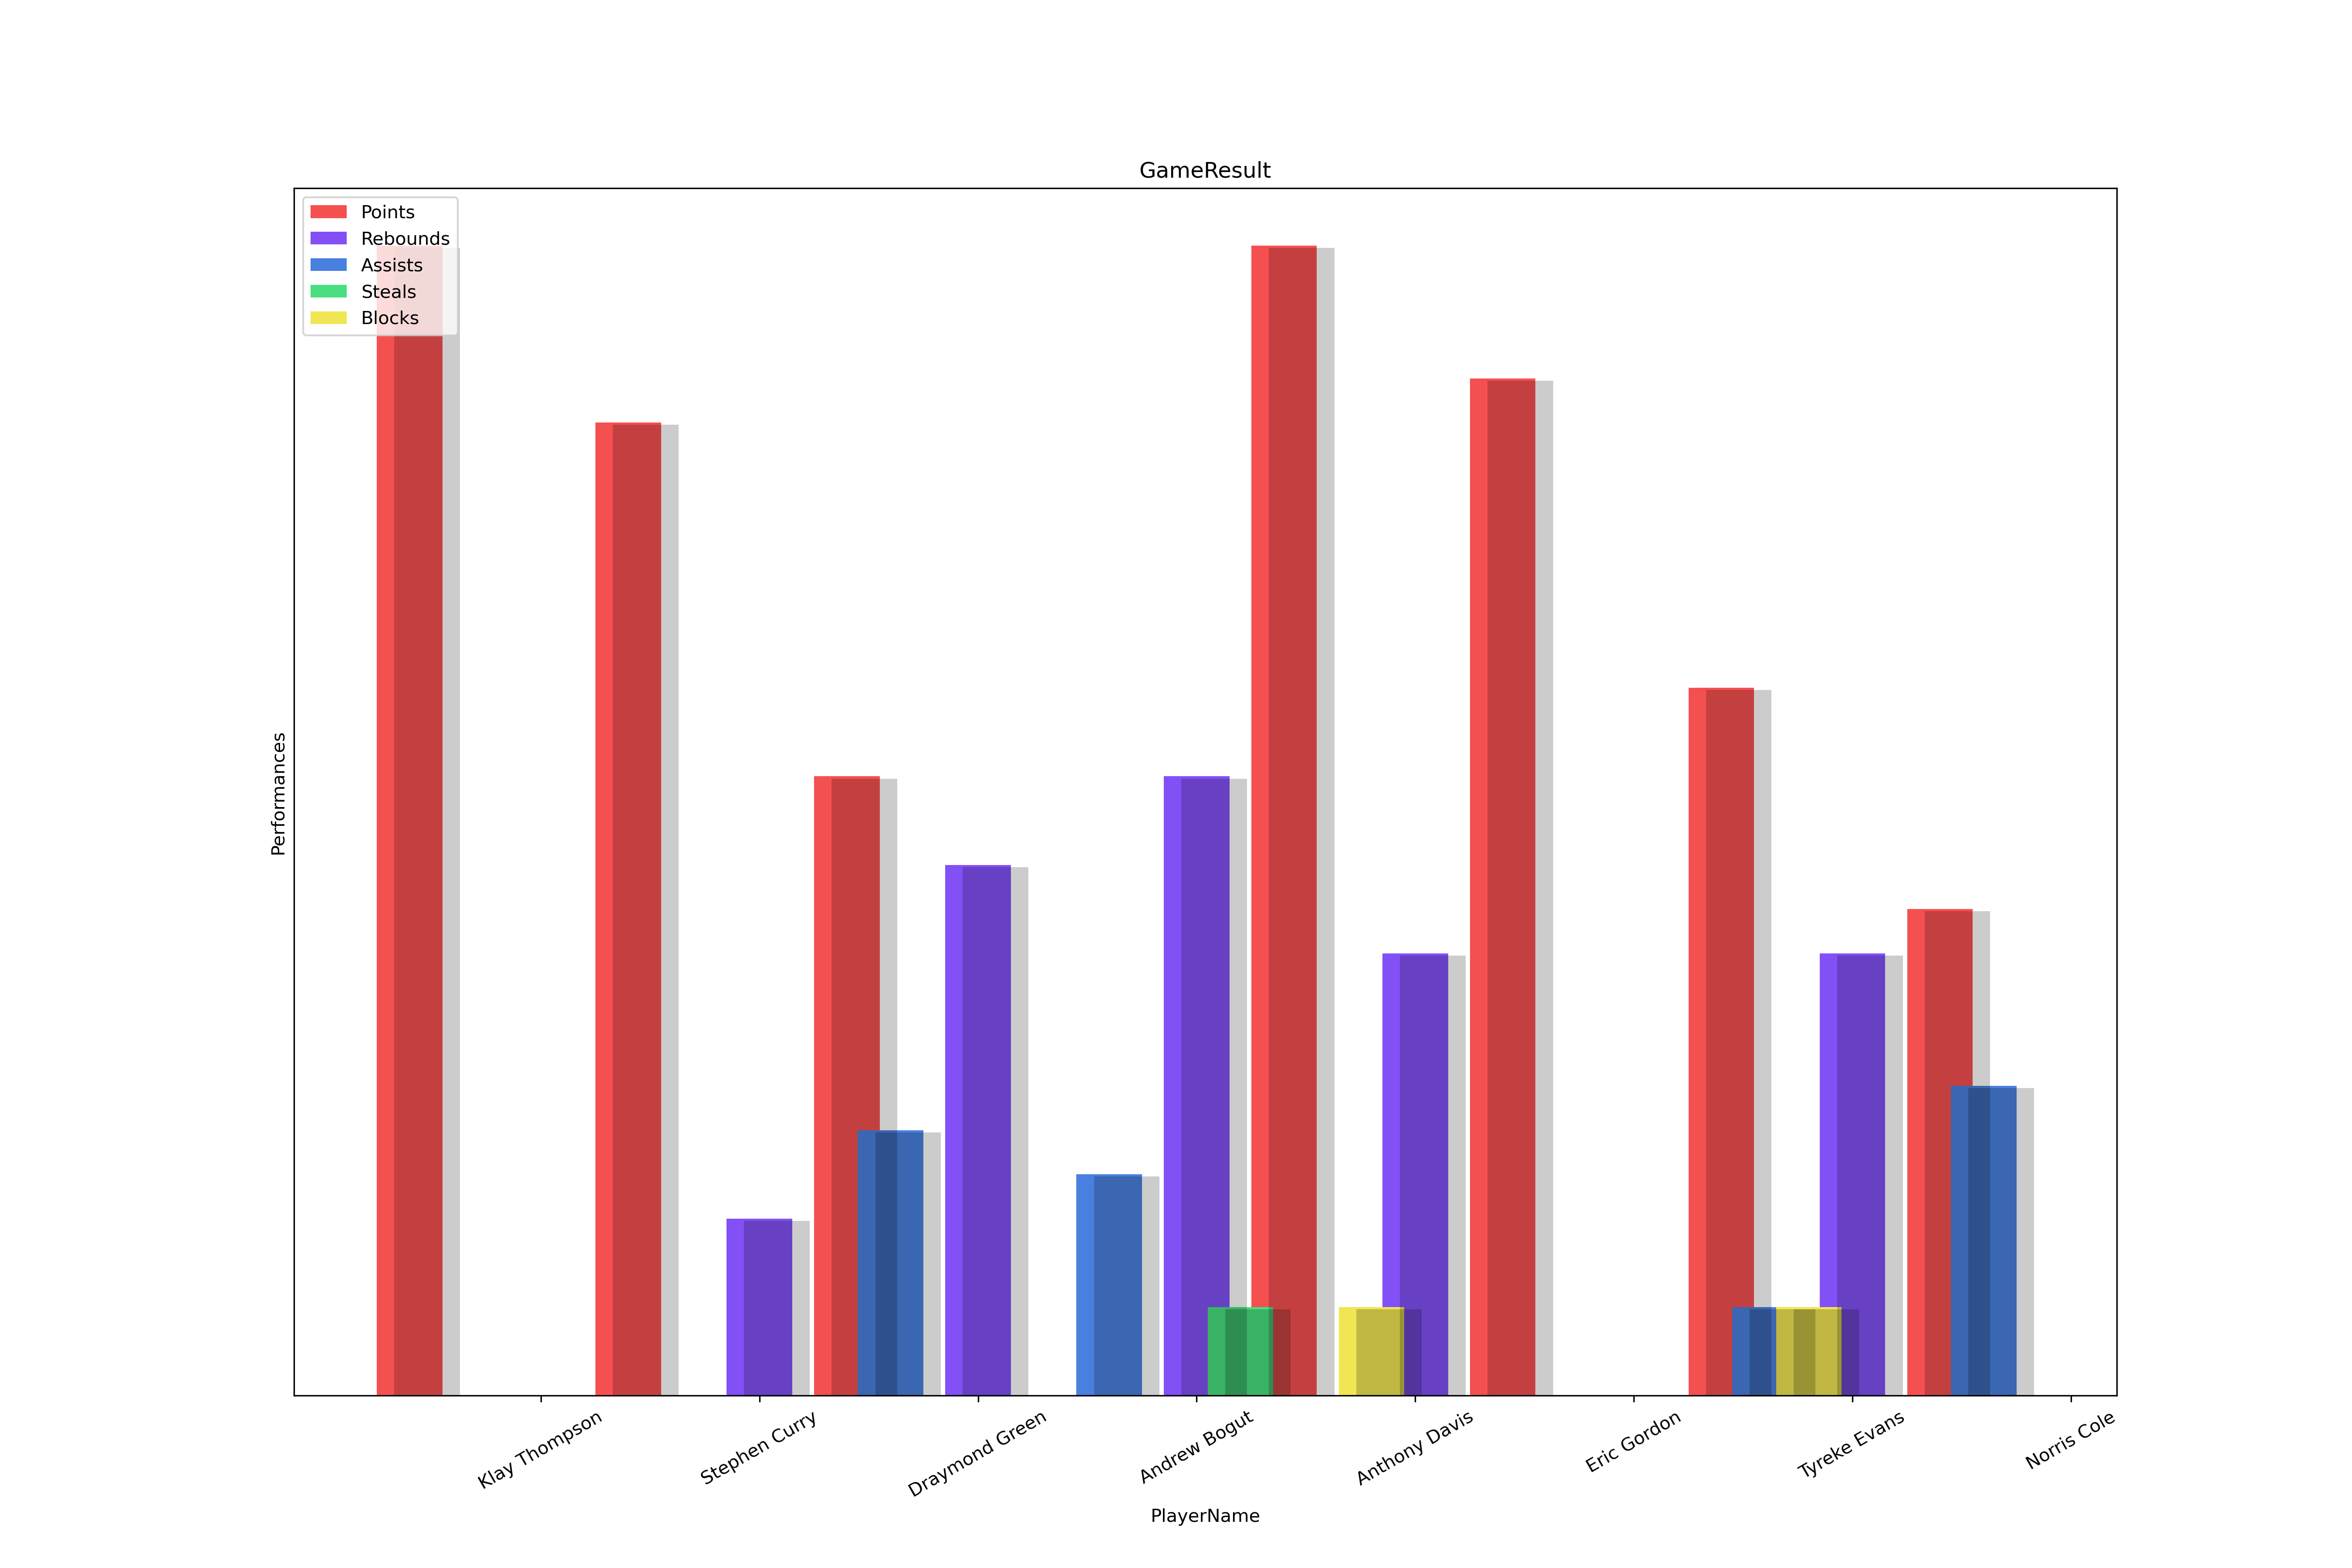 GameResult
Points
Rebounds
Assists
Steals
Blocks
Performances
Klay Thompson
Stephen Curry
Draymond Green
Andrew Bogut
Anthony Davis
Eric Gordon
Tyreke Evans
Norris Cole
PlayerName